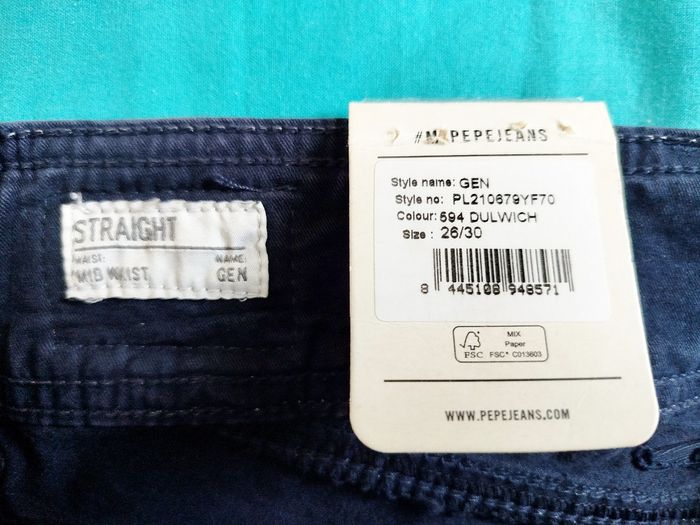 STRAIGHT
WAIST:
NAME:
MID WAIST
GEN
PEPEJEANS
Style name: GEN
Style no: PL210679YF70
Colour: 594 DULWICH
Size : 26/30
8 445108 948571
MIX
Paper
FSC
FSC® C013603
WWW.PEPEJEANS.COM